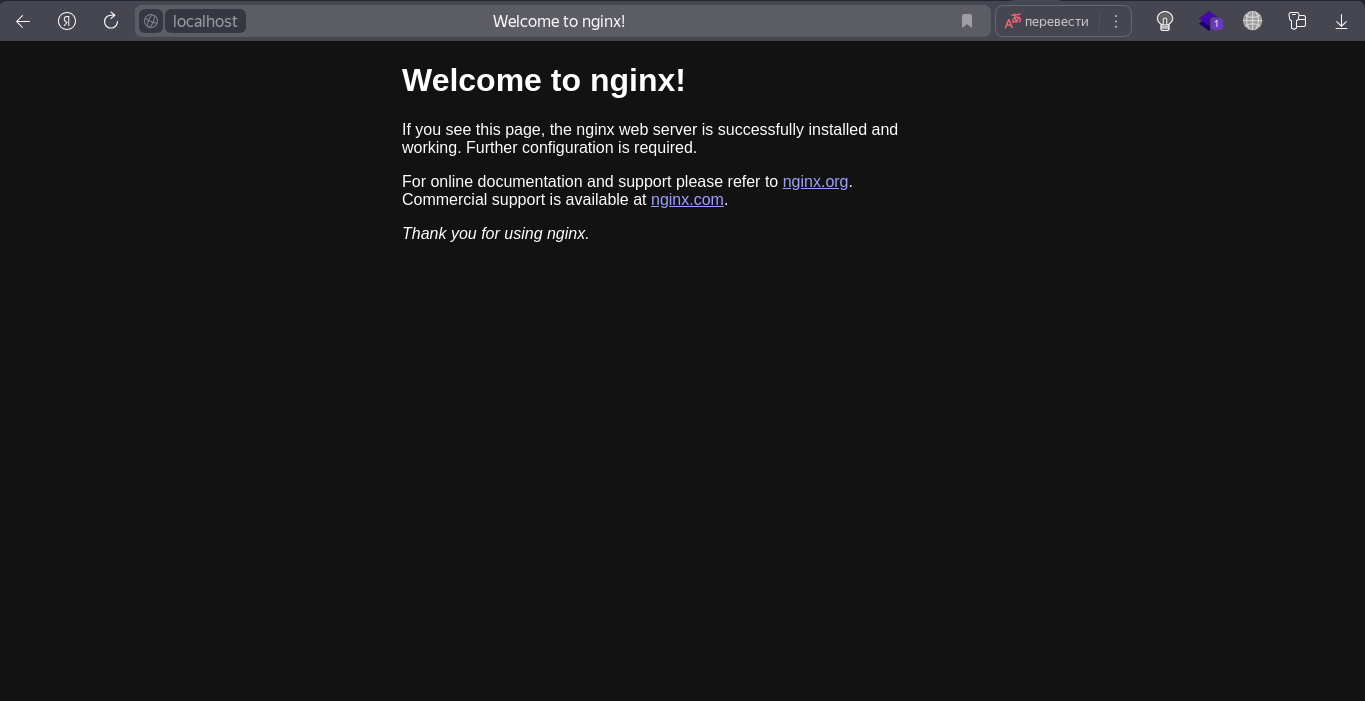 localhost
Welcome to nginx!
перевести
1
Welcome to nginx!
If you see this page, the nginx web server is successfully installed and
working. Further configuration is required.
For online documentation and support please refer to nginx.org.
Commercial support is available at nginx.com.
Thank you for using nginx.